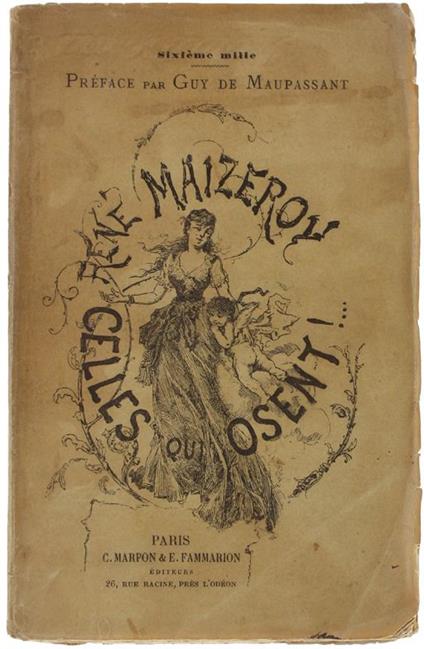 Sixième mille
PRÉFACE PAR GUY DE MAUPASSANT
RENÉ MAIZEROY
CELLES QUI OSENT!...
PARIS
C. MARPON & E. FAMMARION
ÉDITEURS
26, RUE RACINE, PRÈS L'ODÉON